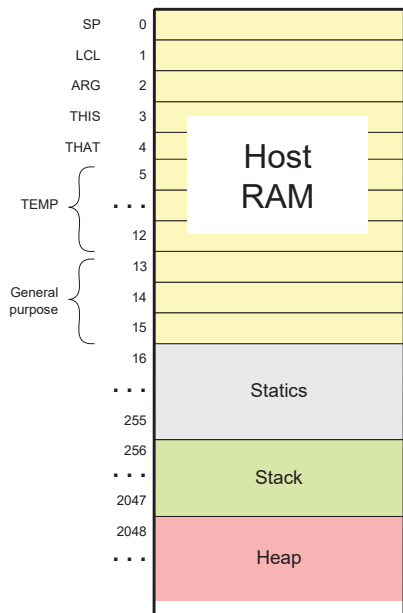 SP 0
LCL 1
ARG 2
THIS 3
THAT 4
5
TEMP ...
12
13
General purpose 14
15
Host
RAM
16
... Statics
255
256
... Stack
2047
2048
... Heap